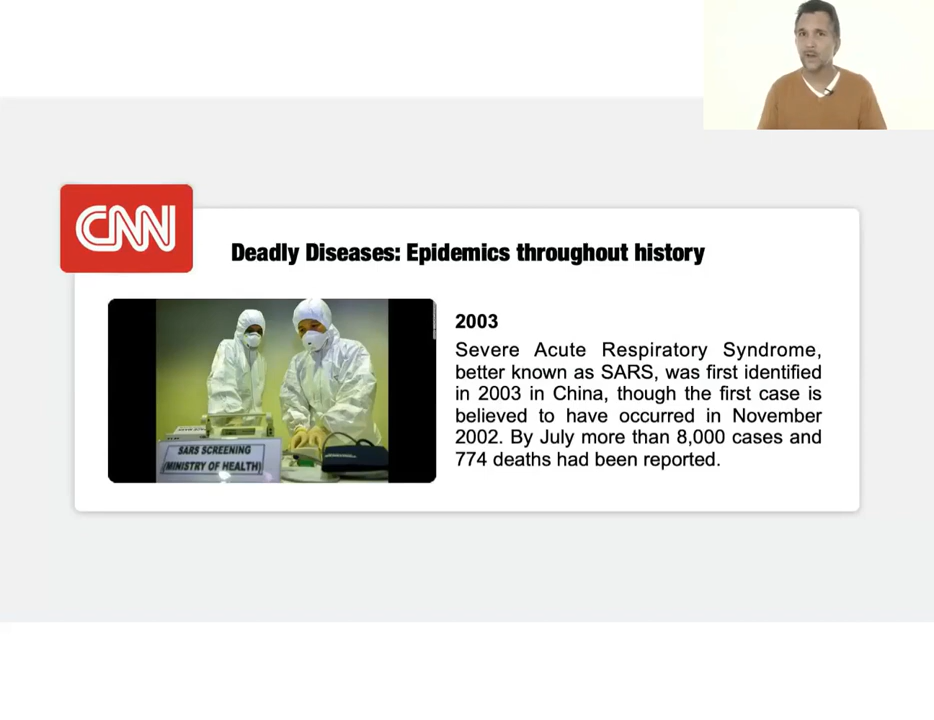 CNN
Deadly Diseases: Epidemics throughout history
2003
Severe Acute Respiratory Syndrome,
better known as SARS, was first identified
in 2003 in China, though the first case is
believed to have occurred in November
2002. By July more than 8,000 cases and
774 deaths had been reported.
SARS SCREENING
(MINISTRY OF HEALTH)